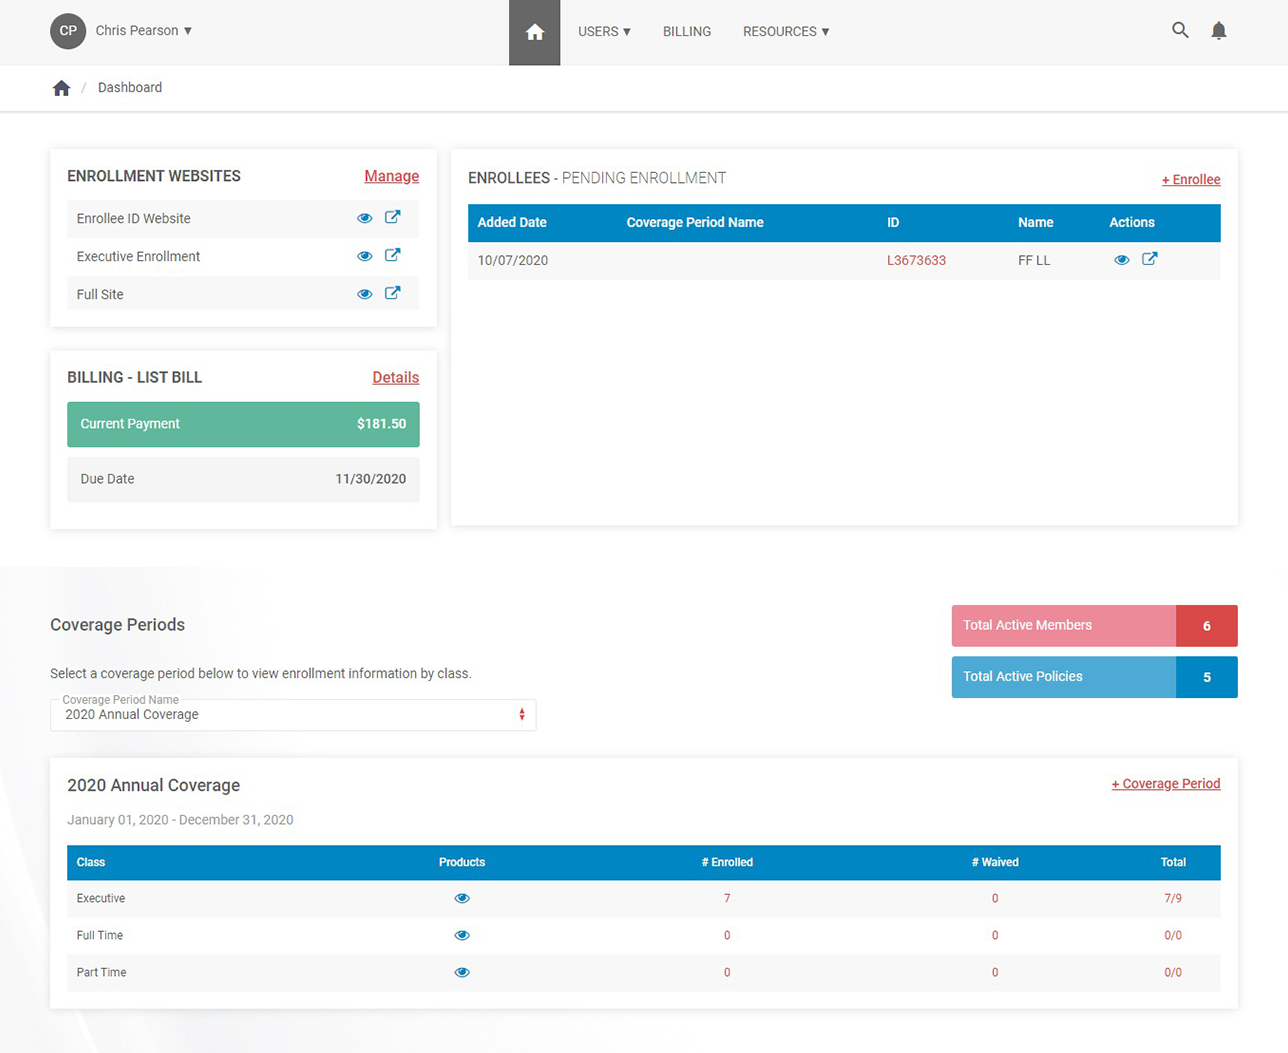 CP Chris Pearson ▼ USERS ▼ BILLING RESOURCES ▼
/ Dashboard
ENROLLMENT WEBSITES Manage
Enrollee ID Website
Executive Enrollment
Full Site
BILLING - LIST BILL Details
Current Payment $181.50
Due Date 11/30/2020
ENROLLEES - PENDING ENROLLMENT + Enrollee
Added Date Coverage Period Name ID Name Actions
10/07/2020 L3673633 FF LL
Coverage Periods
Total Active Members 6
Total Active Policies 5
Select a coverage period below to view enrollment information by class.
Coverage Period Name
2020 Annual Coverage
2020 Annual Coverage + Coverage Period
January 01, 2020 - December 31, 2020
Class Products # Enrolled # Waived Total
Executive 7 0 7/9
Full Time 0 0 0/0
Part Time 0 0 0/0